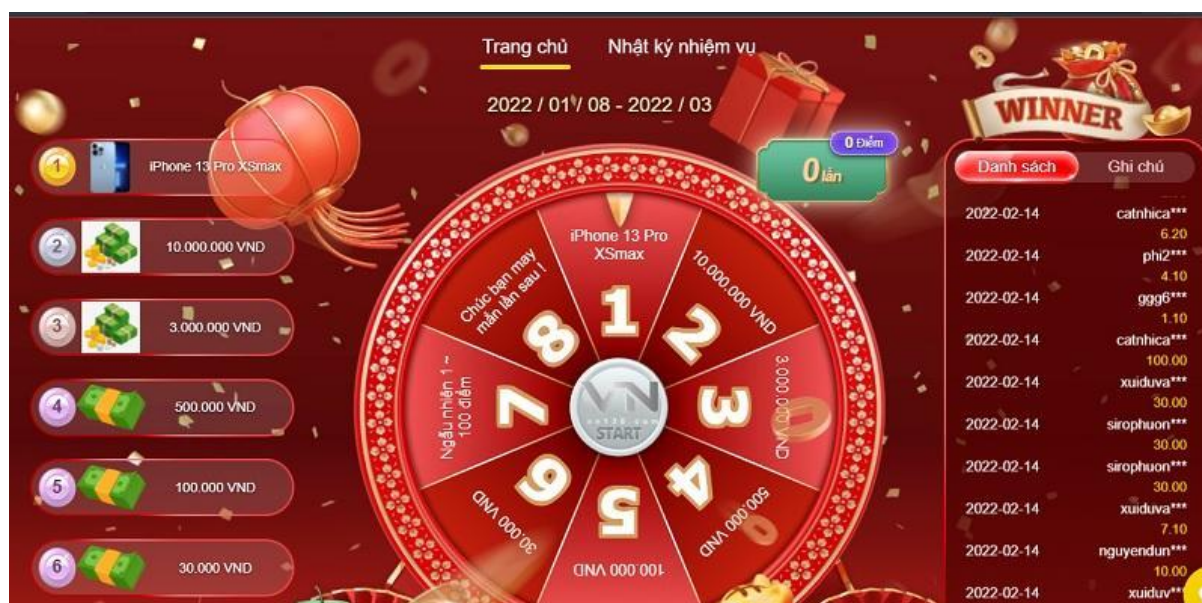 Trang chủ Nhật ký nhiệm vụ
2022 / 01 / 08 - 2022 / 03
1 iPhone 13 Pro XSmax
2 10.000.000 VND
3 3.000.000 VND
4 500.000 VND
5 100.000 VND
6 30.000 VND
0 Điểm
0 lần
iPhone 13 Pro
XSmax
1
10.000.000 VND
2
3.000.000 VND
3
500.000 VND
4
100.000 VND
5
30.000 VND
6
Ngẫu nhiên 1 ~
100 điểm
7
Chúc bạn may
mắn lần sau !
8
VN
START
WINNER
Danh sách Ghi chú
2022-02-14 catnhica***
6.20
2022-02-14 phi2***
4.10
2022-02-14 ggg6***
1.10
2022-02-14 catnhica***
100.00
2022-02-14 xuiduva***
30.00
2022-02-14 sirophuon***
30.00
2022-02-14 sirophuon***
30.00
2022-02-14 xuiduva***
7.10
2022-02-14 nguyendun***
10.00
2022-02-14 xuiduv***